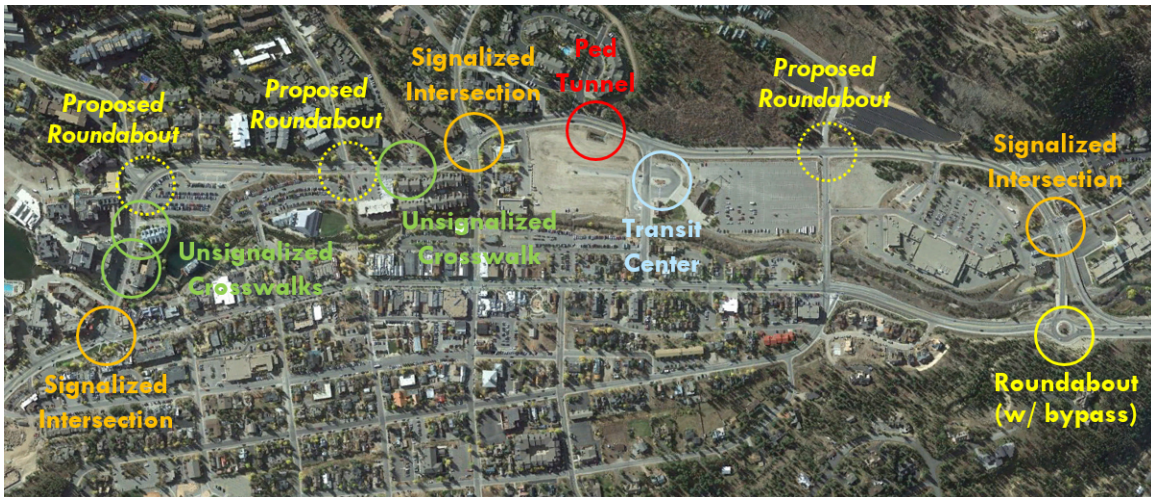 Proposed
Roundabout
Proposed
Roundabout
Signalized
Intersection
Ped
Tunnel
Proposed
Roundabout
Signalized
Intersection
Unsignalized
Crosswalks
Unsignalized
Crosswalk
Transit
Center
Signalized
Intersection
Roundabout
(w/ bypass)